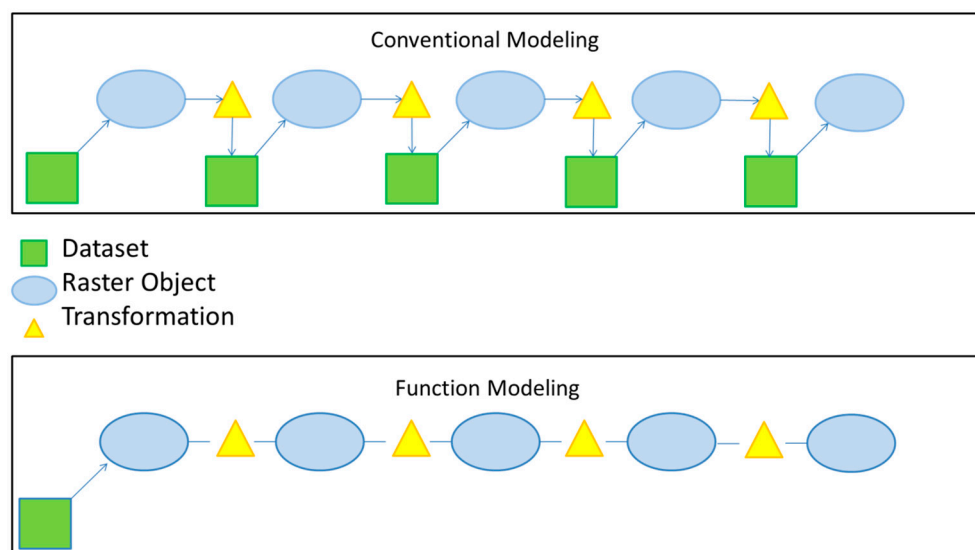 Conventional Modeling
Dataset
Raster Object
Transformation
Function Modeling